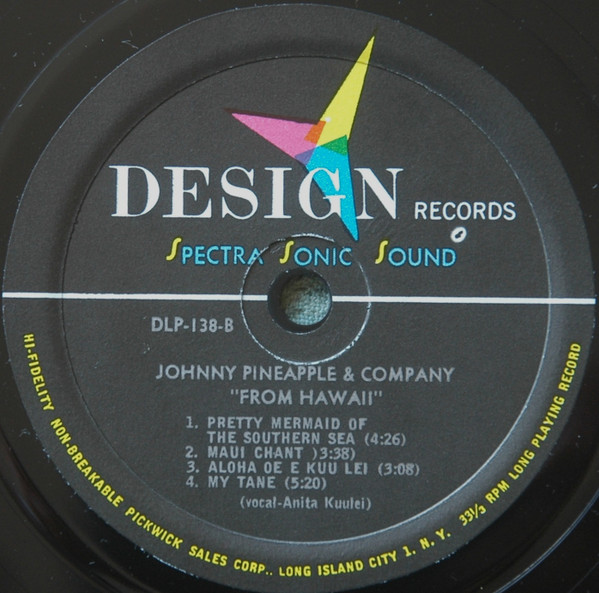 DESIGN RECORDS
SPECTRA SONIC SOUND
DLP-138-B
JOHNNY PINEAPPLE & COMPANY
"FROM HAWAII"
1. PRETTY MERMAID OF
THE SOUTHERN SEA (4:26)
2. MAUI CHANT )3:38)
3. ALOHA OE E KUU LEI (3:08)
4. MY TANE (5:20)
(vocal-Anita Kuulei)
HI-FIDELITY NON-BREAKABLE PICKWICK SALES CORP.. LONG ISLAND CITY 1. N. Y. 33⅓ RPM LONG PLAYING RECORD